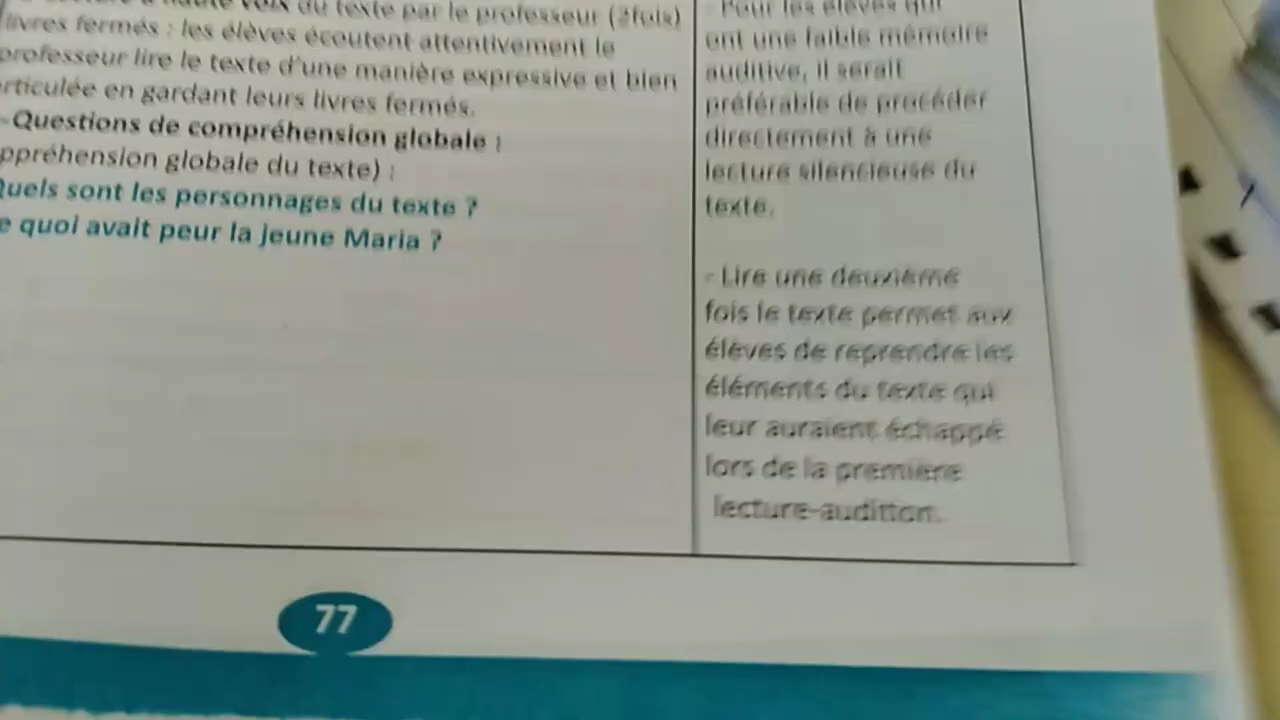 à haute voix du texte par le professeur (2fois)
livres fermés : les élèves écoutent attentivement le
professeur lire le texte d'une manière expressive et bien
articulée en gardant leurs livres fermés.
- Questions de compréhension globale :
ppréhension globale du texte) :
Quels sont les personnages du texte ?
e quoi avait peur la jeune Maria ?
- Pour les élèves qui
ont une faible mémoire
auditive, il serait
préférable de procéder
directement à une
lecture silencieuse du
texte.
- Lire une deuxième
fois le texte permet aux
élèves de reprendre les
éléments du texte qui
leur auraient échappé
lors de la première
lecture-audition.
77